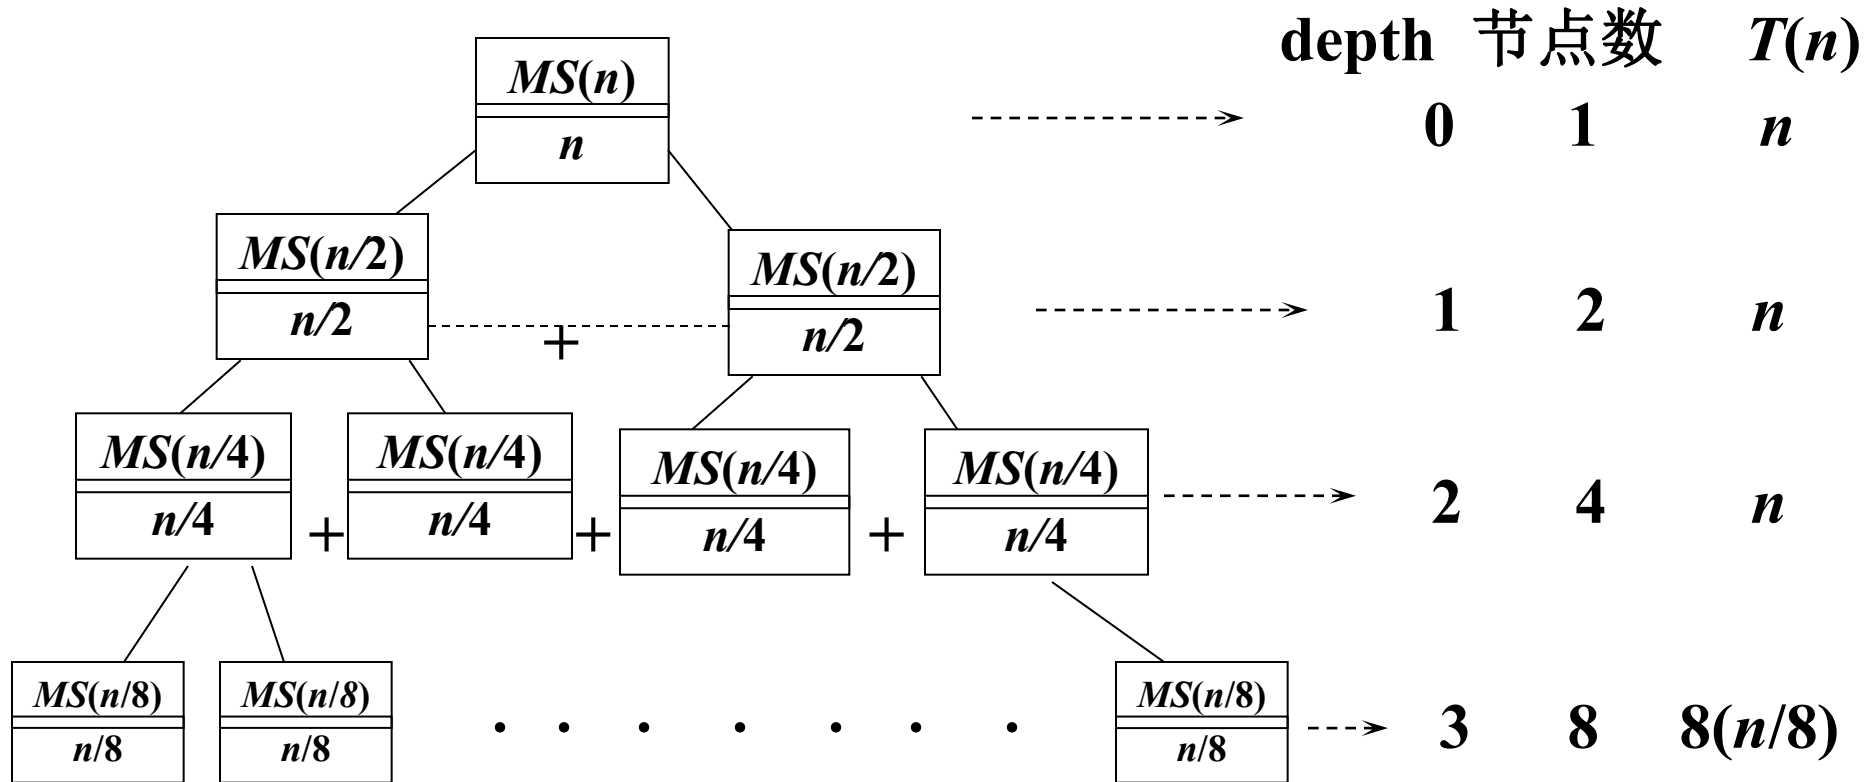 depth 节点数 T(n)
MS(n)
n
0 1 n
MS(n/2)
n/2
+
MS(n/2)
n/2
1 2 n
MS(n/4)
n/4
+
MS(n/4)
n/4
+
MS(n/4)
n/4
+
MS(n/4)
n/4
2 4 n
MS(n/8)
n/8
MS(n/8)
n/8
. . . . . . .
MS(n/8)
n/8
3 8 8(n/8)